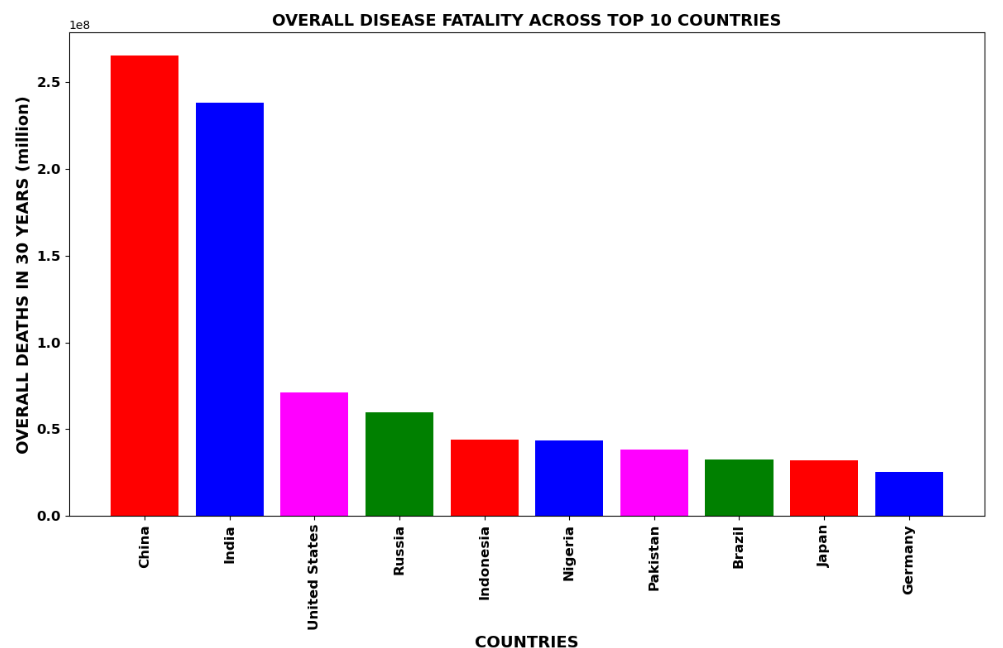 OVERALL DISEASE FATALITY ACROSS TOP 10 COUNTRIES
1e8
OVERALL DEATHS IN 30 YEARS (million)
2.5
2.0
1.5
1.0
0.5
0.0
China
India
United States
Russia
Indonesia
Nigeria
Pakistan
Brazil
Japan
Germany
COUNTRIES